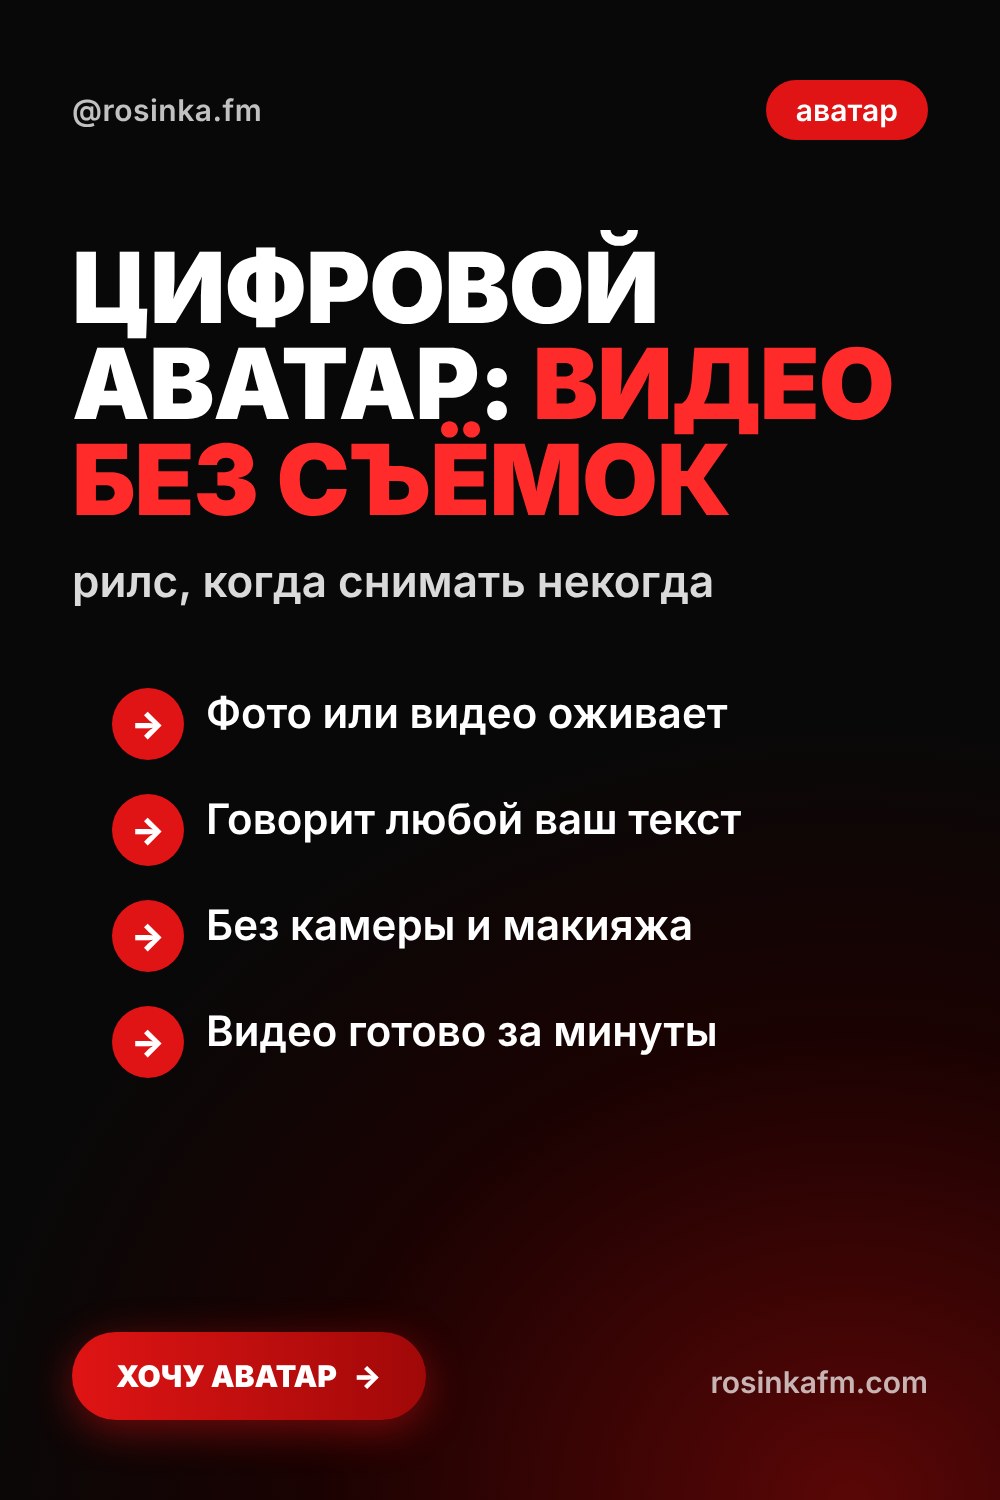 @rosinka.fm
аватар
ЦИФРОВОЙ
АВАТАР: ВИДЕО
БЕЗ СЪЁМОК
рилс, когда снимать некогда
→ Фото или видео оживает
→ Говорит любой ваш текст
→ Без камеры и макияжа
→ Видео готово за минуты
ХОЧУ АВАТАР →
rosinkafm.com